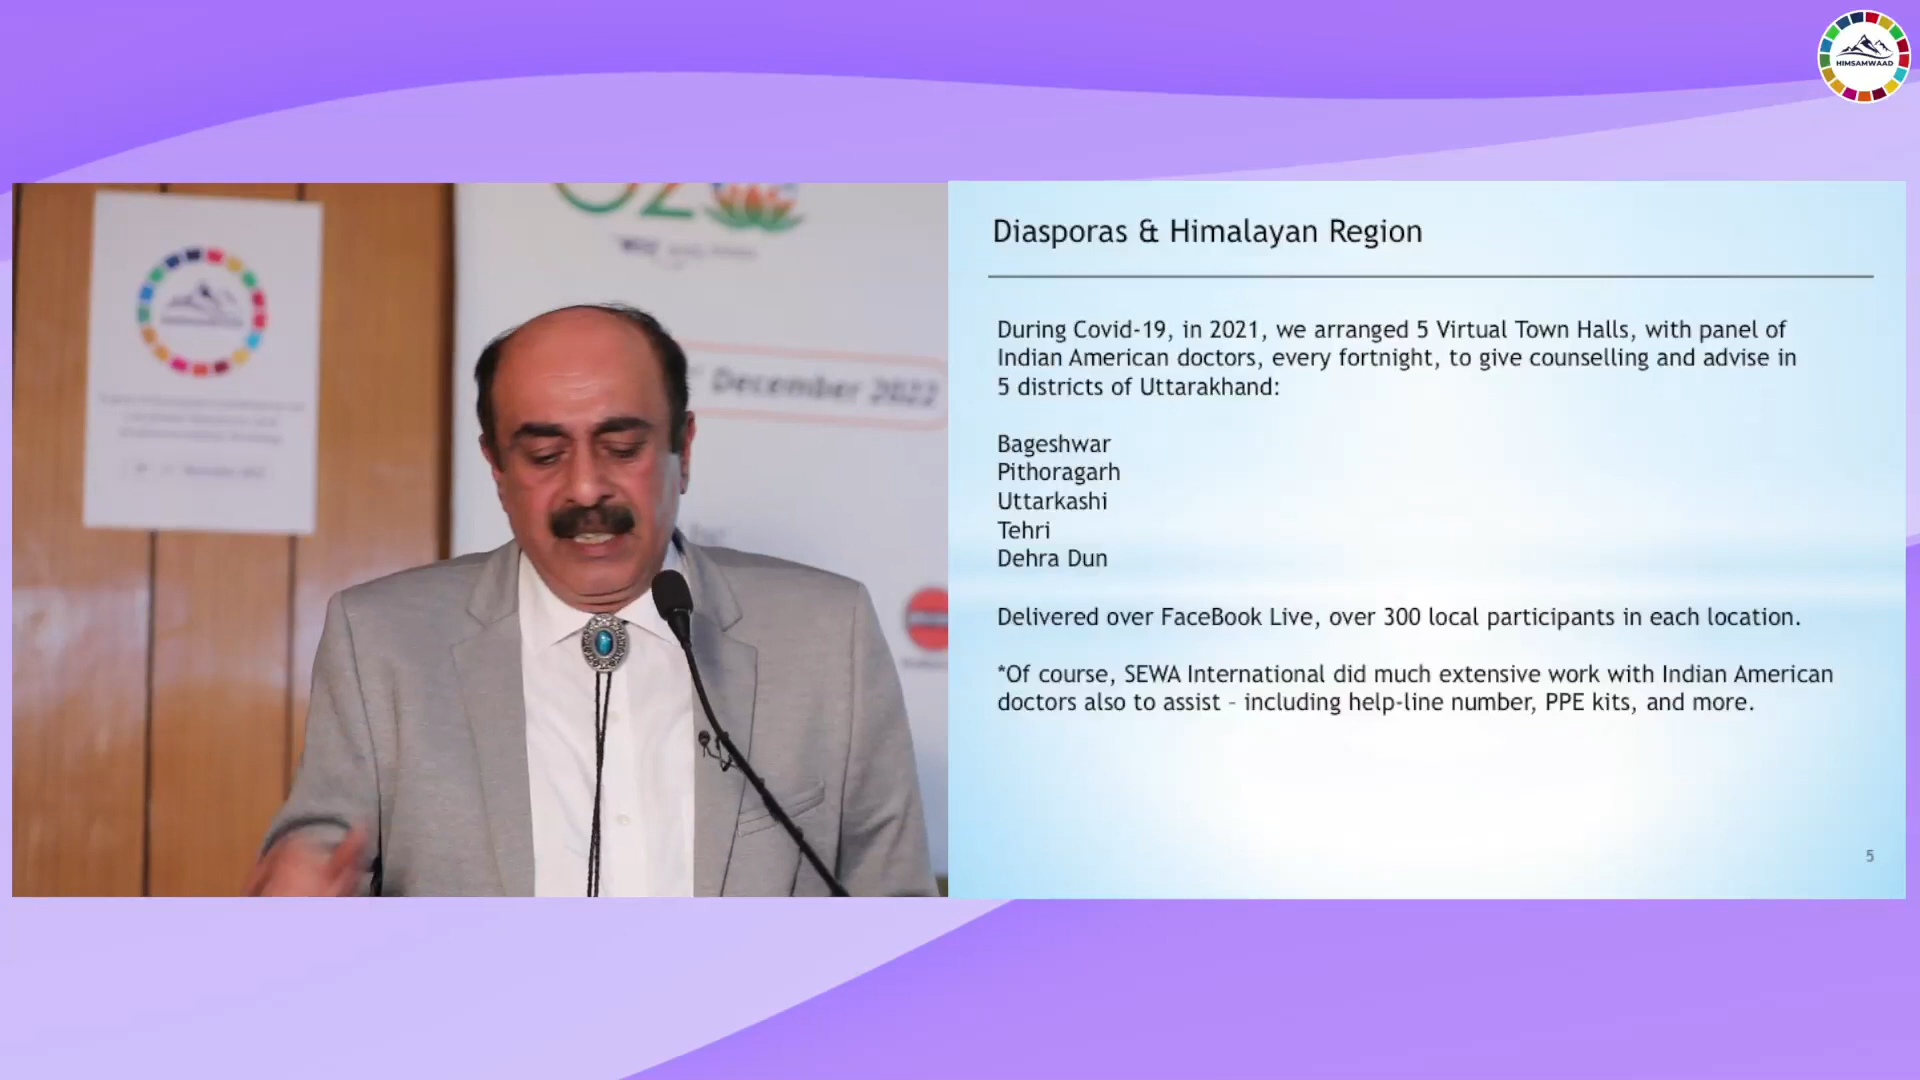 HIMSAMWAAD
December 2022
Diasporas & Himalayan Region
During Covid-19, in 2021, we arranged 5 Virtual Town Halls, with panel of
Indian American doctors, every fortnight, to give counselling and advise in
5 districts of Uttarakhand:
Bageshwar
Pithoragarh
Uttarkashi
Tehri
Dehra Dun
Delivered over FaceBook Live, over 300 local participants in each location.
*Of course, SEWA International did much extensive work with Indian American
doctors also to assist – including help-line number, PPE kits, and more.
5